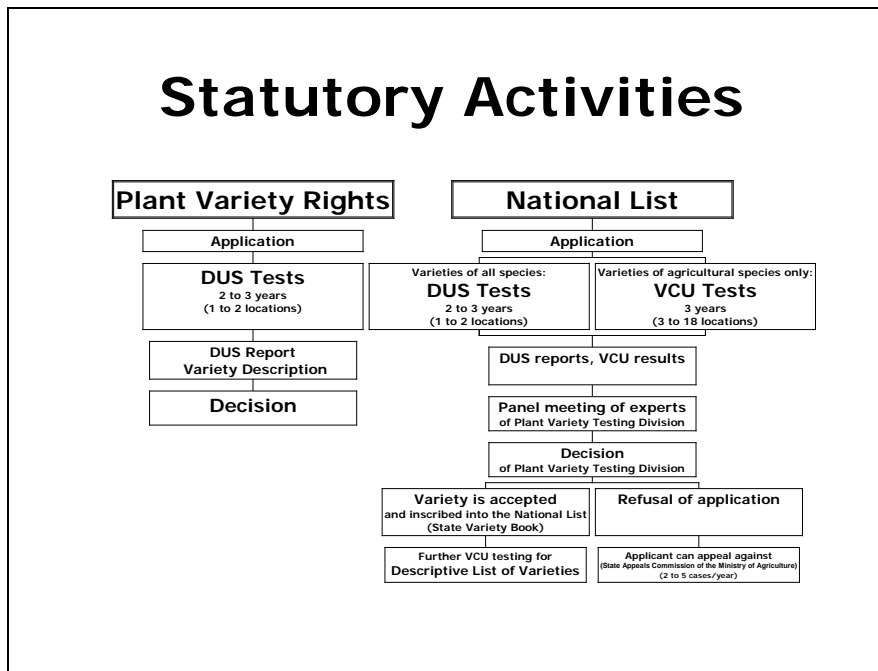 Statutory Activities
Plant Variety Rights
Application
DUS Tests
2 to 3 years
(1 to 2 locations)
DUS Report
Variety Description
Decision
National List
Application
Varieties of all species:
DUS Tests
2 to 3 years
(1 to 2 locations)
Varieties of agricultural species only:
VCU Tests
3 years
(3 to 18 locations)
DUS reports, VCU results
Panel meeting of experts
of Plant Variety Testing Division
Decision
of Plant Variety Testing Division
Variety is accepted
and inscribed into the National List
(State Variety Book)
Further VCU testing for
Descriptive List of Varieties
Refusal of application
Applicant can appeal against
(State Appeals Commission of the Ministry of Agriculture)
(2 to 5 cases/year)